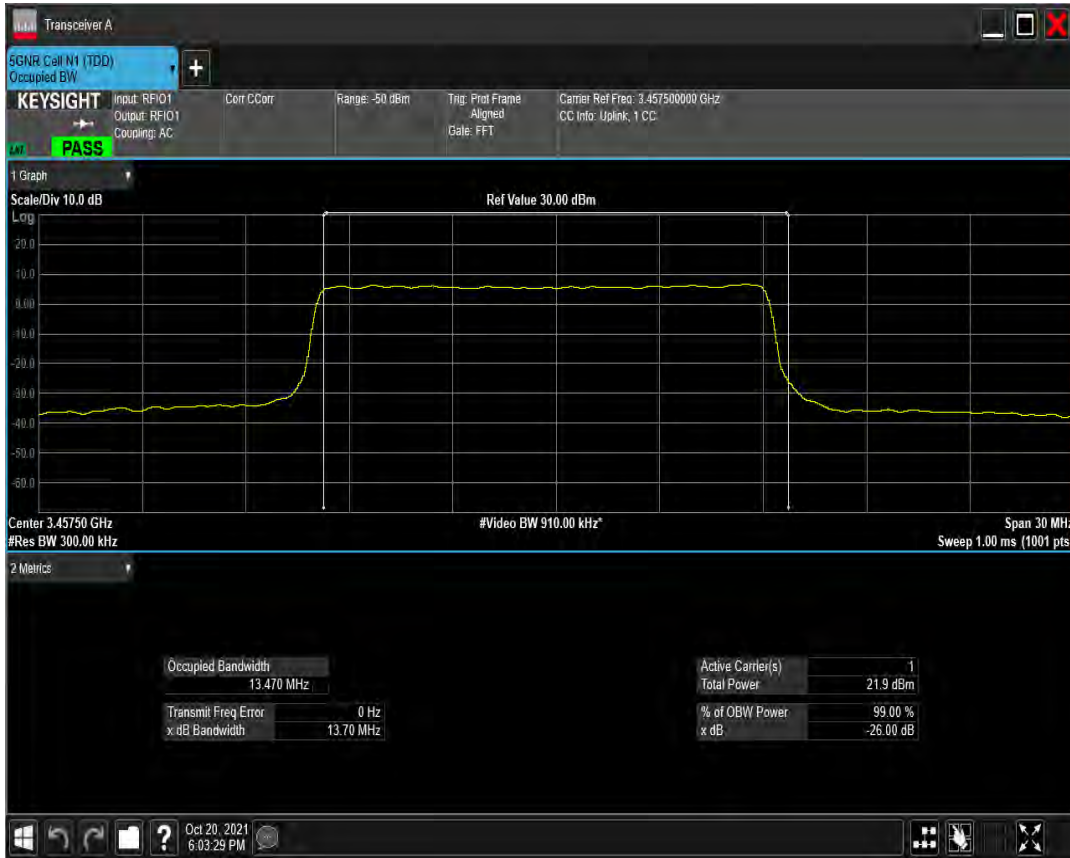 Transceiver A
5GNR Cell N1 (TDD)
Occupied BW
+
KEYSIGHT
Input: RFIO1
Output: RFIO1
Coupling: AC
Corr CCorr
Range: -50 dBm
Trig: Prot Frame
Aligned
Gate: FFT
Carrier Ref Freq: 3.457500000 GHz
CC Info: Uplink, 1 CC
PASS
1 Graph
Scale/Div 10.0 dB
Ref Value 30.00 dBm
Log
20.0
10.0
0.00
-10.0
-20.0
-30.0
-40.0
-50.0
-60.0
Center 3.45750 GHz
#Video BW 910.00 kHz*
Span 30 MHz
#Res BW 300.00 kHz
Sweep 1.00 ms (1001 pts
2 Metrics
Occupied Bandwidth
13.470 MHz
Transmit Freq Error 0 Hz
x dB Bandwidth 13.70 MHz
Active Carrier(s) 1
Total Power 21.9 dBm
% of OBW Power 99.00 %
x dB -26.00 dB
?
Oct 20, 2021
6:03:29 PM